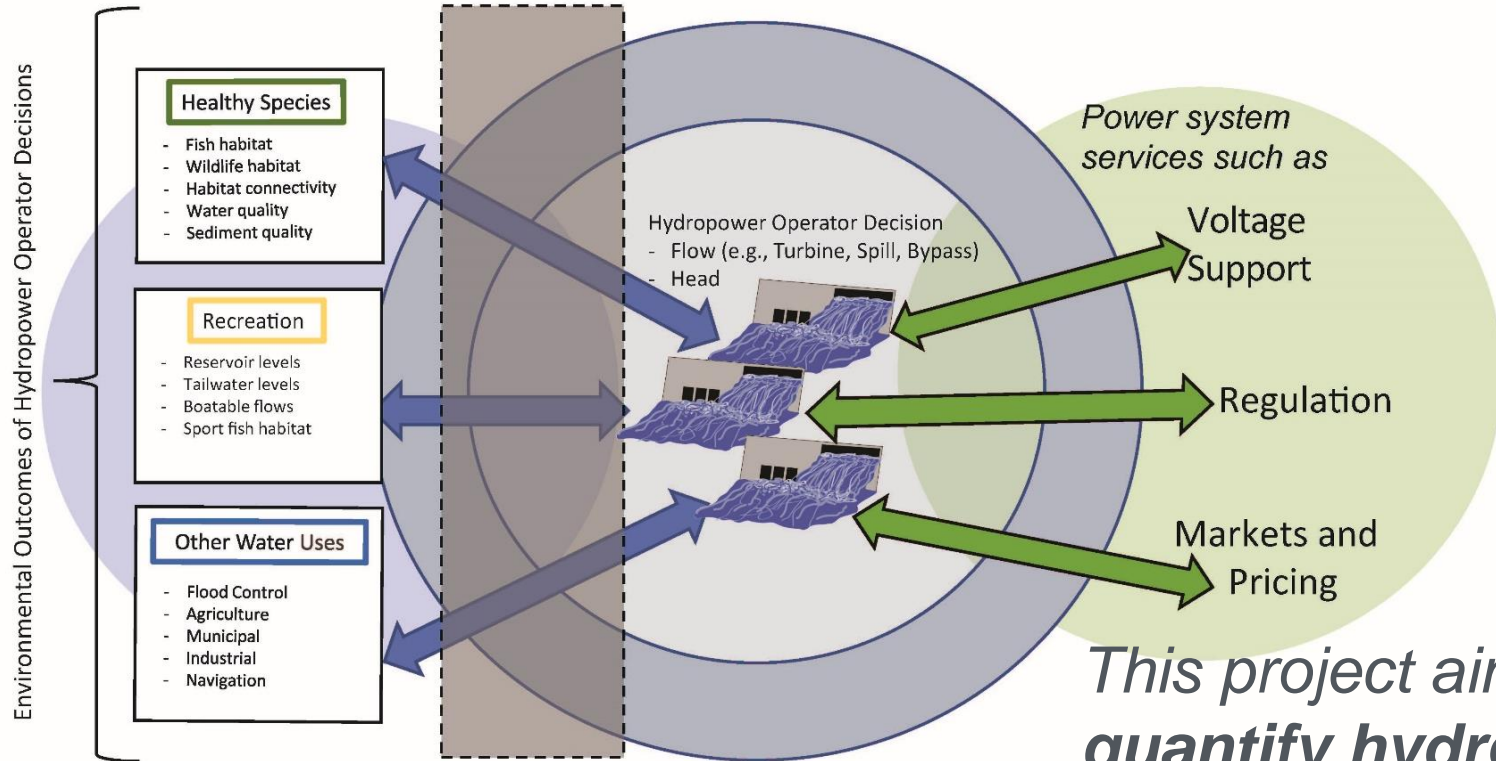 Environmental Outcomes of Hydropower Operator Decisions
Healthy Species
- Fish habitat
- Wildlife habitat
- Habitat connectivity
- Water quality
- Sediment quality
Recreation
- Reservoir levels
- Tailwater levels
- Boatable flows
- Sport fish habitat
Other Water Uses
- Flood Control
- Agriculture
- Municipal
- Industrial
- Navigation
Hydropower Operator Decision
- Flow (e.g., Turbine, Spill, Bypass)
- Head
Power system
services such as
Voltage
Support
Regulation
Markets and
Pricing
This project
quantify